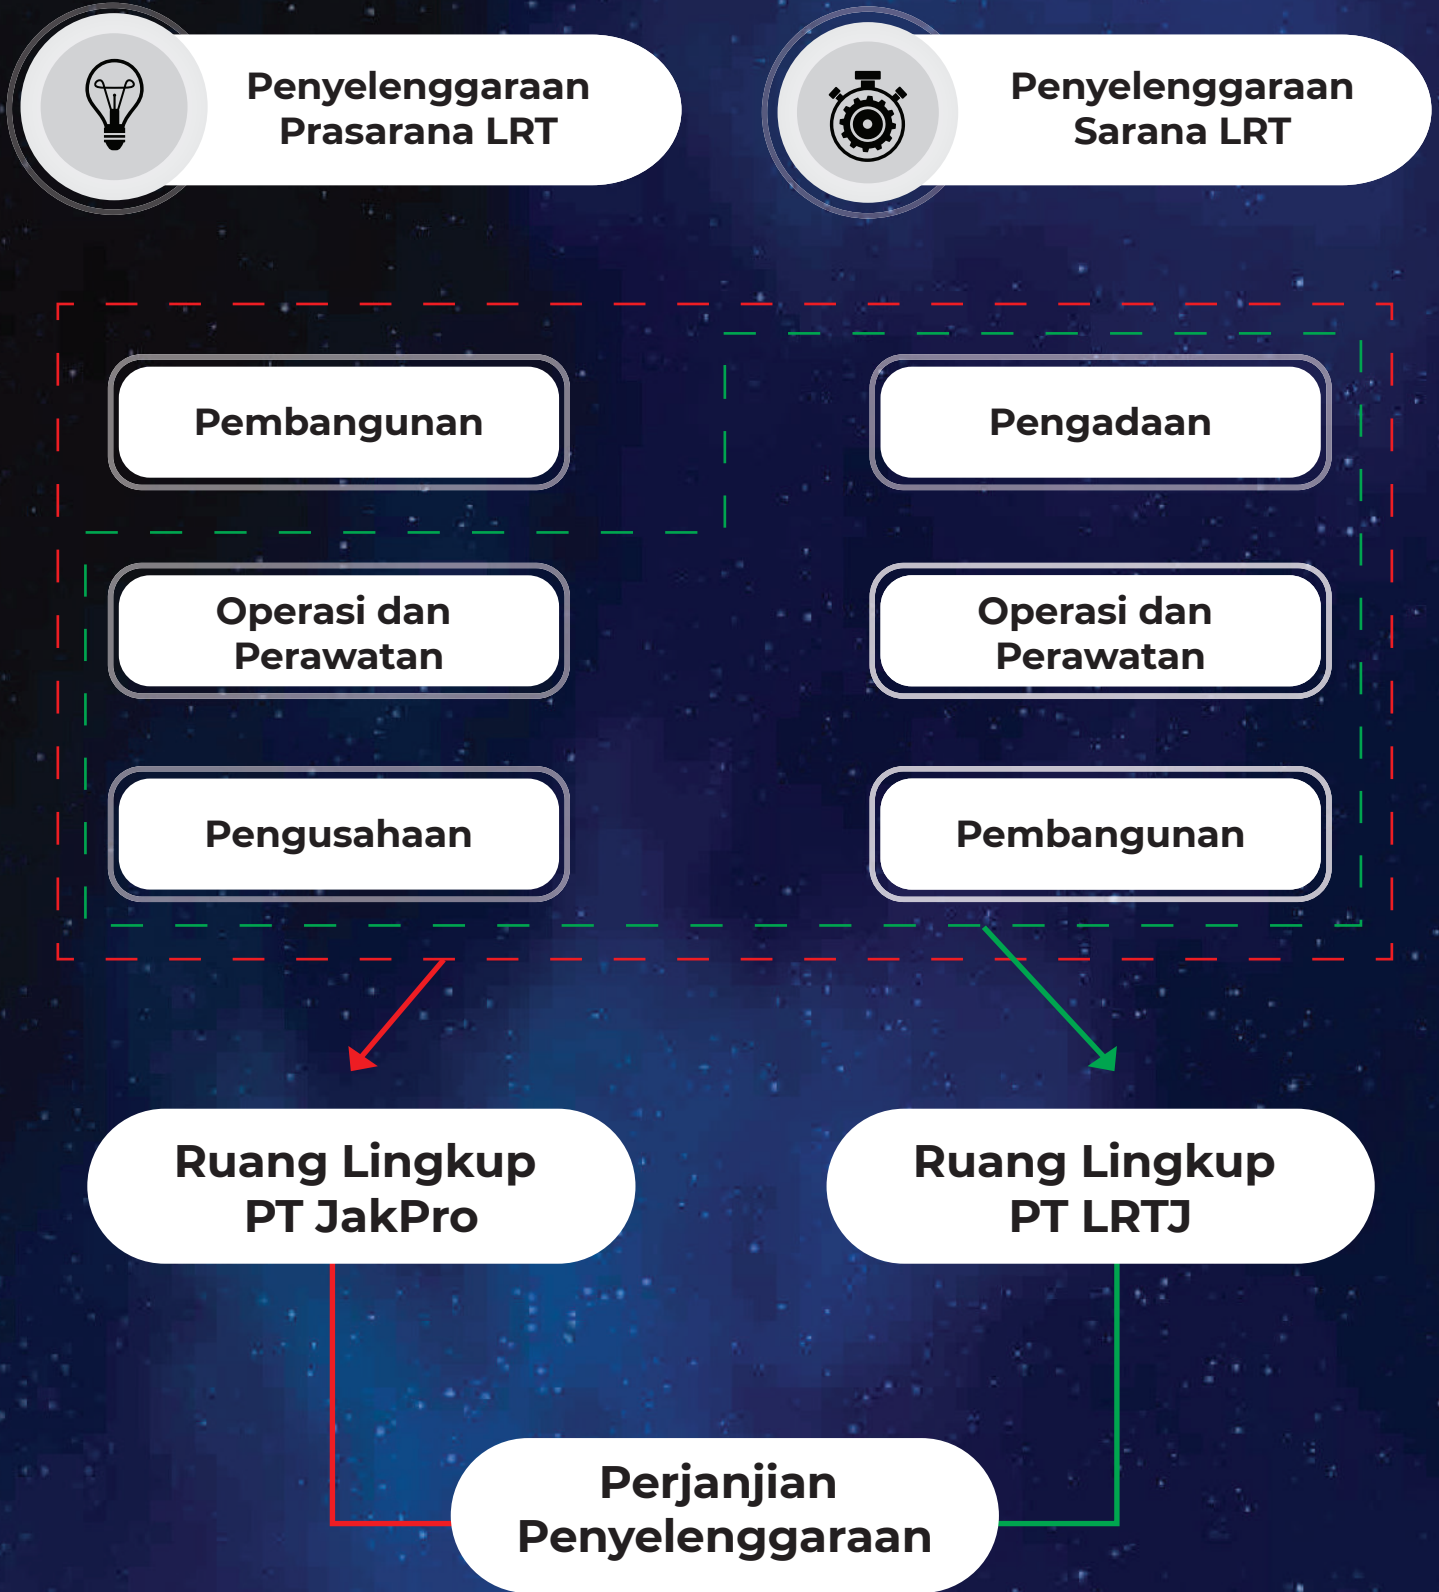 Penyelenggaraan
Prasarana LRT
Penyelenggaraan
Sarana LRT
Pembangunan
Pengadaan
Operasi dan
Perawatan
Operasi dan
Perawatan
Pengusahaan
Pembangunan
Ruang Lingkup
PT JakPro
Ruang Lingkup
PT LRTJ
Perjanjian
Penyelenggaraan